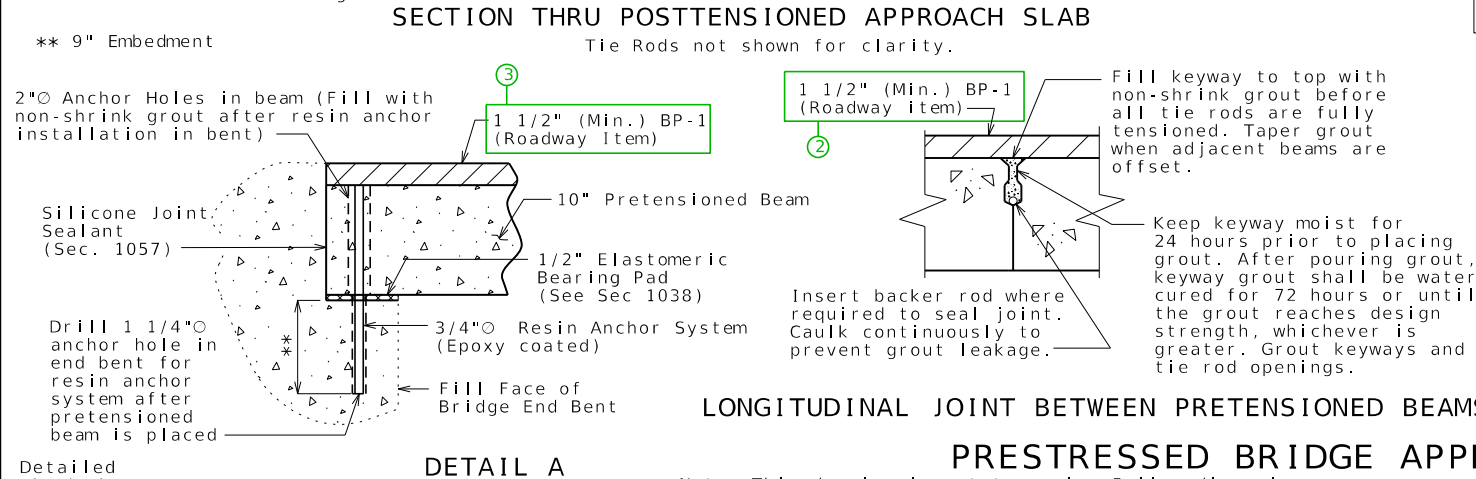 SECTION THRU POSTTENSIONED APPROACH SLAB
Tie Rods not shown for clarity.
** 9" Embedment
2"∅ Anchor Holes in beam (Fill with
non-shrink grout after resin anchor
installation in bent)
3
1 1/2" (Min.) BP-1
(Roadway Item)
Silicone Joint
Sealant
(Sec. 1057)
10" Pretensioned Beam
1/2" Elastomeric
Bearing Pad
(See Sec 1038)
Drill 1 1/4"∅
anchor hole in
end bent for
resin anchor
system after
pretensioned
beam is placed
**
3/4"∅ Resin Anchor System
(Epoxy coated)
Fill Face of
Bridge End Bent
DETAIL A
Detailed
1 1/2" (Min.) BP-1
(Roadway item)
2
Fill keyway to top with
non-shrink grout before
all tie rods are fully
tensioned. Taper grout
when adjacent beams are
offset.
Keep keyway moist for
24 hours prior to placing
grout. After pouring grout,
keyway grout shall be water
cured for 72 hours or until
the grout reaches design
strength, whichever is
greater. Grout keyways and
tie rod openings.
Insert backer rod where
required to seal joint.
Caulk continuously to
prevent grout leakage.
LONGITUDINAL JOINT BETWEEN PRETENSIONED BEAMS
PRESTRESSED BRIDGE